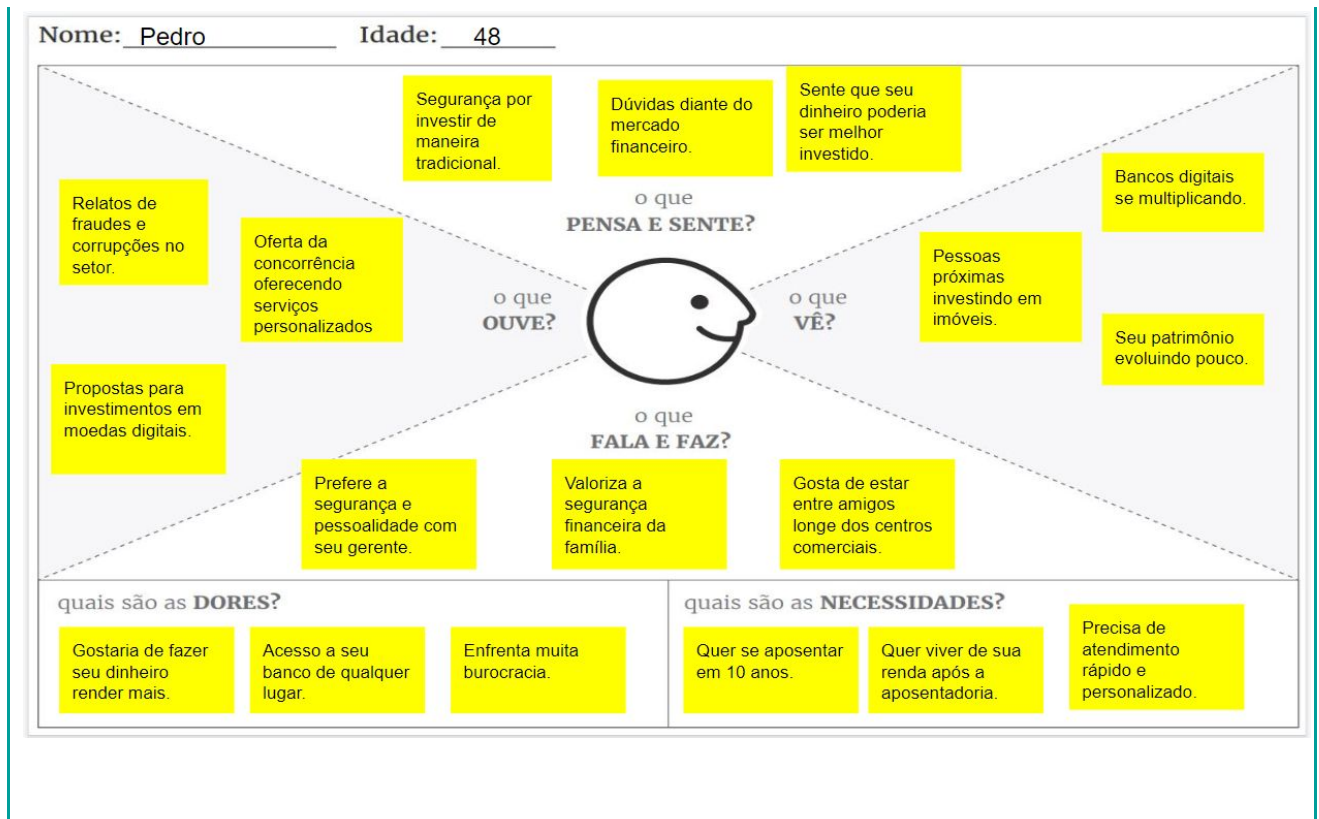 Nome: Pedro Idade: 48
Segurança por
investir de
maneira
tradicional.
Dúvidas diante do
mercado
financeiro.
Sente que seu
dinheiro poderia
ser melhor
investido.
o que
PENSA E SENTE?
Relatos de
fraudes e
corrupções no
setor.
Oferta da
concorrência
oferecendo
serviços
personalizados
Propostas para
investimentos em
moedas digitais.
o que
OUVE?
o que
VÊ?
Bancos digitais
se multiplicando.
Pessoas
próximas
investindo em
imóveis.
Seu patrimônio
evoluindo pouco.
o que
FALA E FAZ?
Prefere a
segurança e
pessoalidade com
seu gerente.
Valoriza a
segurança
financeira da
família.
Gosta de estar
entre amigos
longe dos centros
comerciais.
quais são as DORES?
Gostaria de fazer
seu dinheiro
render mais.
Acesso a seu
banco de qualquer
lugar.
Enfrenta muita
burocracia.
quais são as NECESSIDADES?
Quer se aposentar
em 10 anos.
Quer viver de sua
renda após a
aposentadoria.
Precisa de
atendimento
rápido e
personalizado.